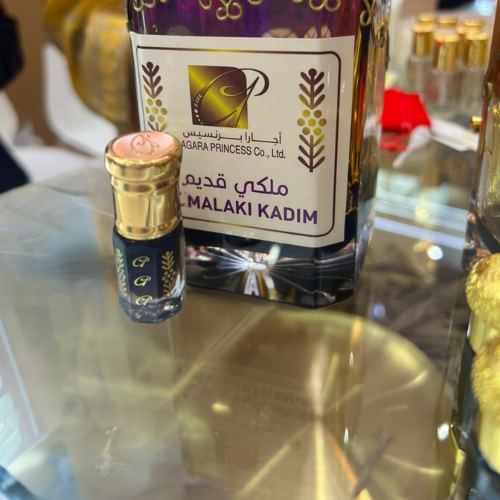 أجارا برنسيس
AGARA PRINCESS Co., Ltd.
ملكي قديم
MALAKI KADIM